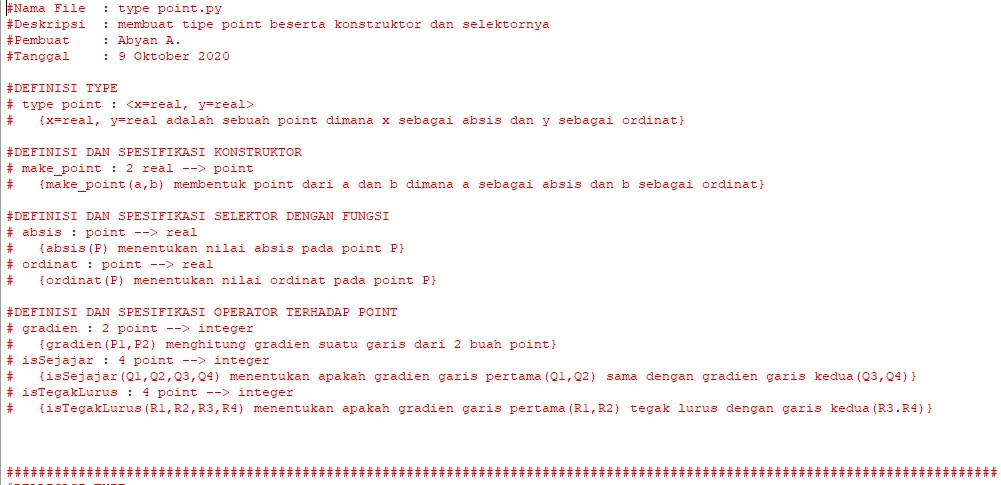 #Nama File  : type point.py
#Deskripsi  : membuat tipe point beserta konstruktor dan selektornya
#Pembuat    : Abyan A.
#Tanggal    : 9 Oktober 2020
#DEFINISI TYPE
# type point : <x=real, y=real>
#   {x=real, y=real adalah sebuah point dimana x sebagai absis dan y sebagai ordinat}
#DEFINISI DAN SPESIFIKASI KONSTRUKTOR
# make_point : 2 real --> point
#   {make_point(a,b) membentuk point dari a dan b dimana a sebagai absis dan b sebagai ordinat}
#DEFINISI DAN SPESIFIKASI SELEKTOR DENGAN FUNGSI
# absis : point --> real
#   {absis(P) menentukan nilai absis pada point P}
# ordinat : point --> real
#   {ordinat(P) menentukan nilai ordinat pada point P}
#DEFINISI DAN SPESIFIKASI OPERATOR TERHADAP POINT
# gradien : 2 point --> integer
#   {gradien(P1,P2) menghitung gradien suatu garis dari 2 buah point}
# isSejajar : 4 point --> integer
#   {isSejajar(Q1,Q2,Q3,Q4) menentukan apakah gradien garis pertama(Q1,Q2) sama dengan gradien garis kedua(Q3,Q4)}
# isTegakLurus : 4 point --> integer
#   {isTegakLurus(R1,R2,R3,R4) menentukan apakah gradien garis pertama(R1,R2) tegak lurus dengan garis kedua(R3.R4)}
############################################################################################################################